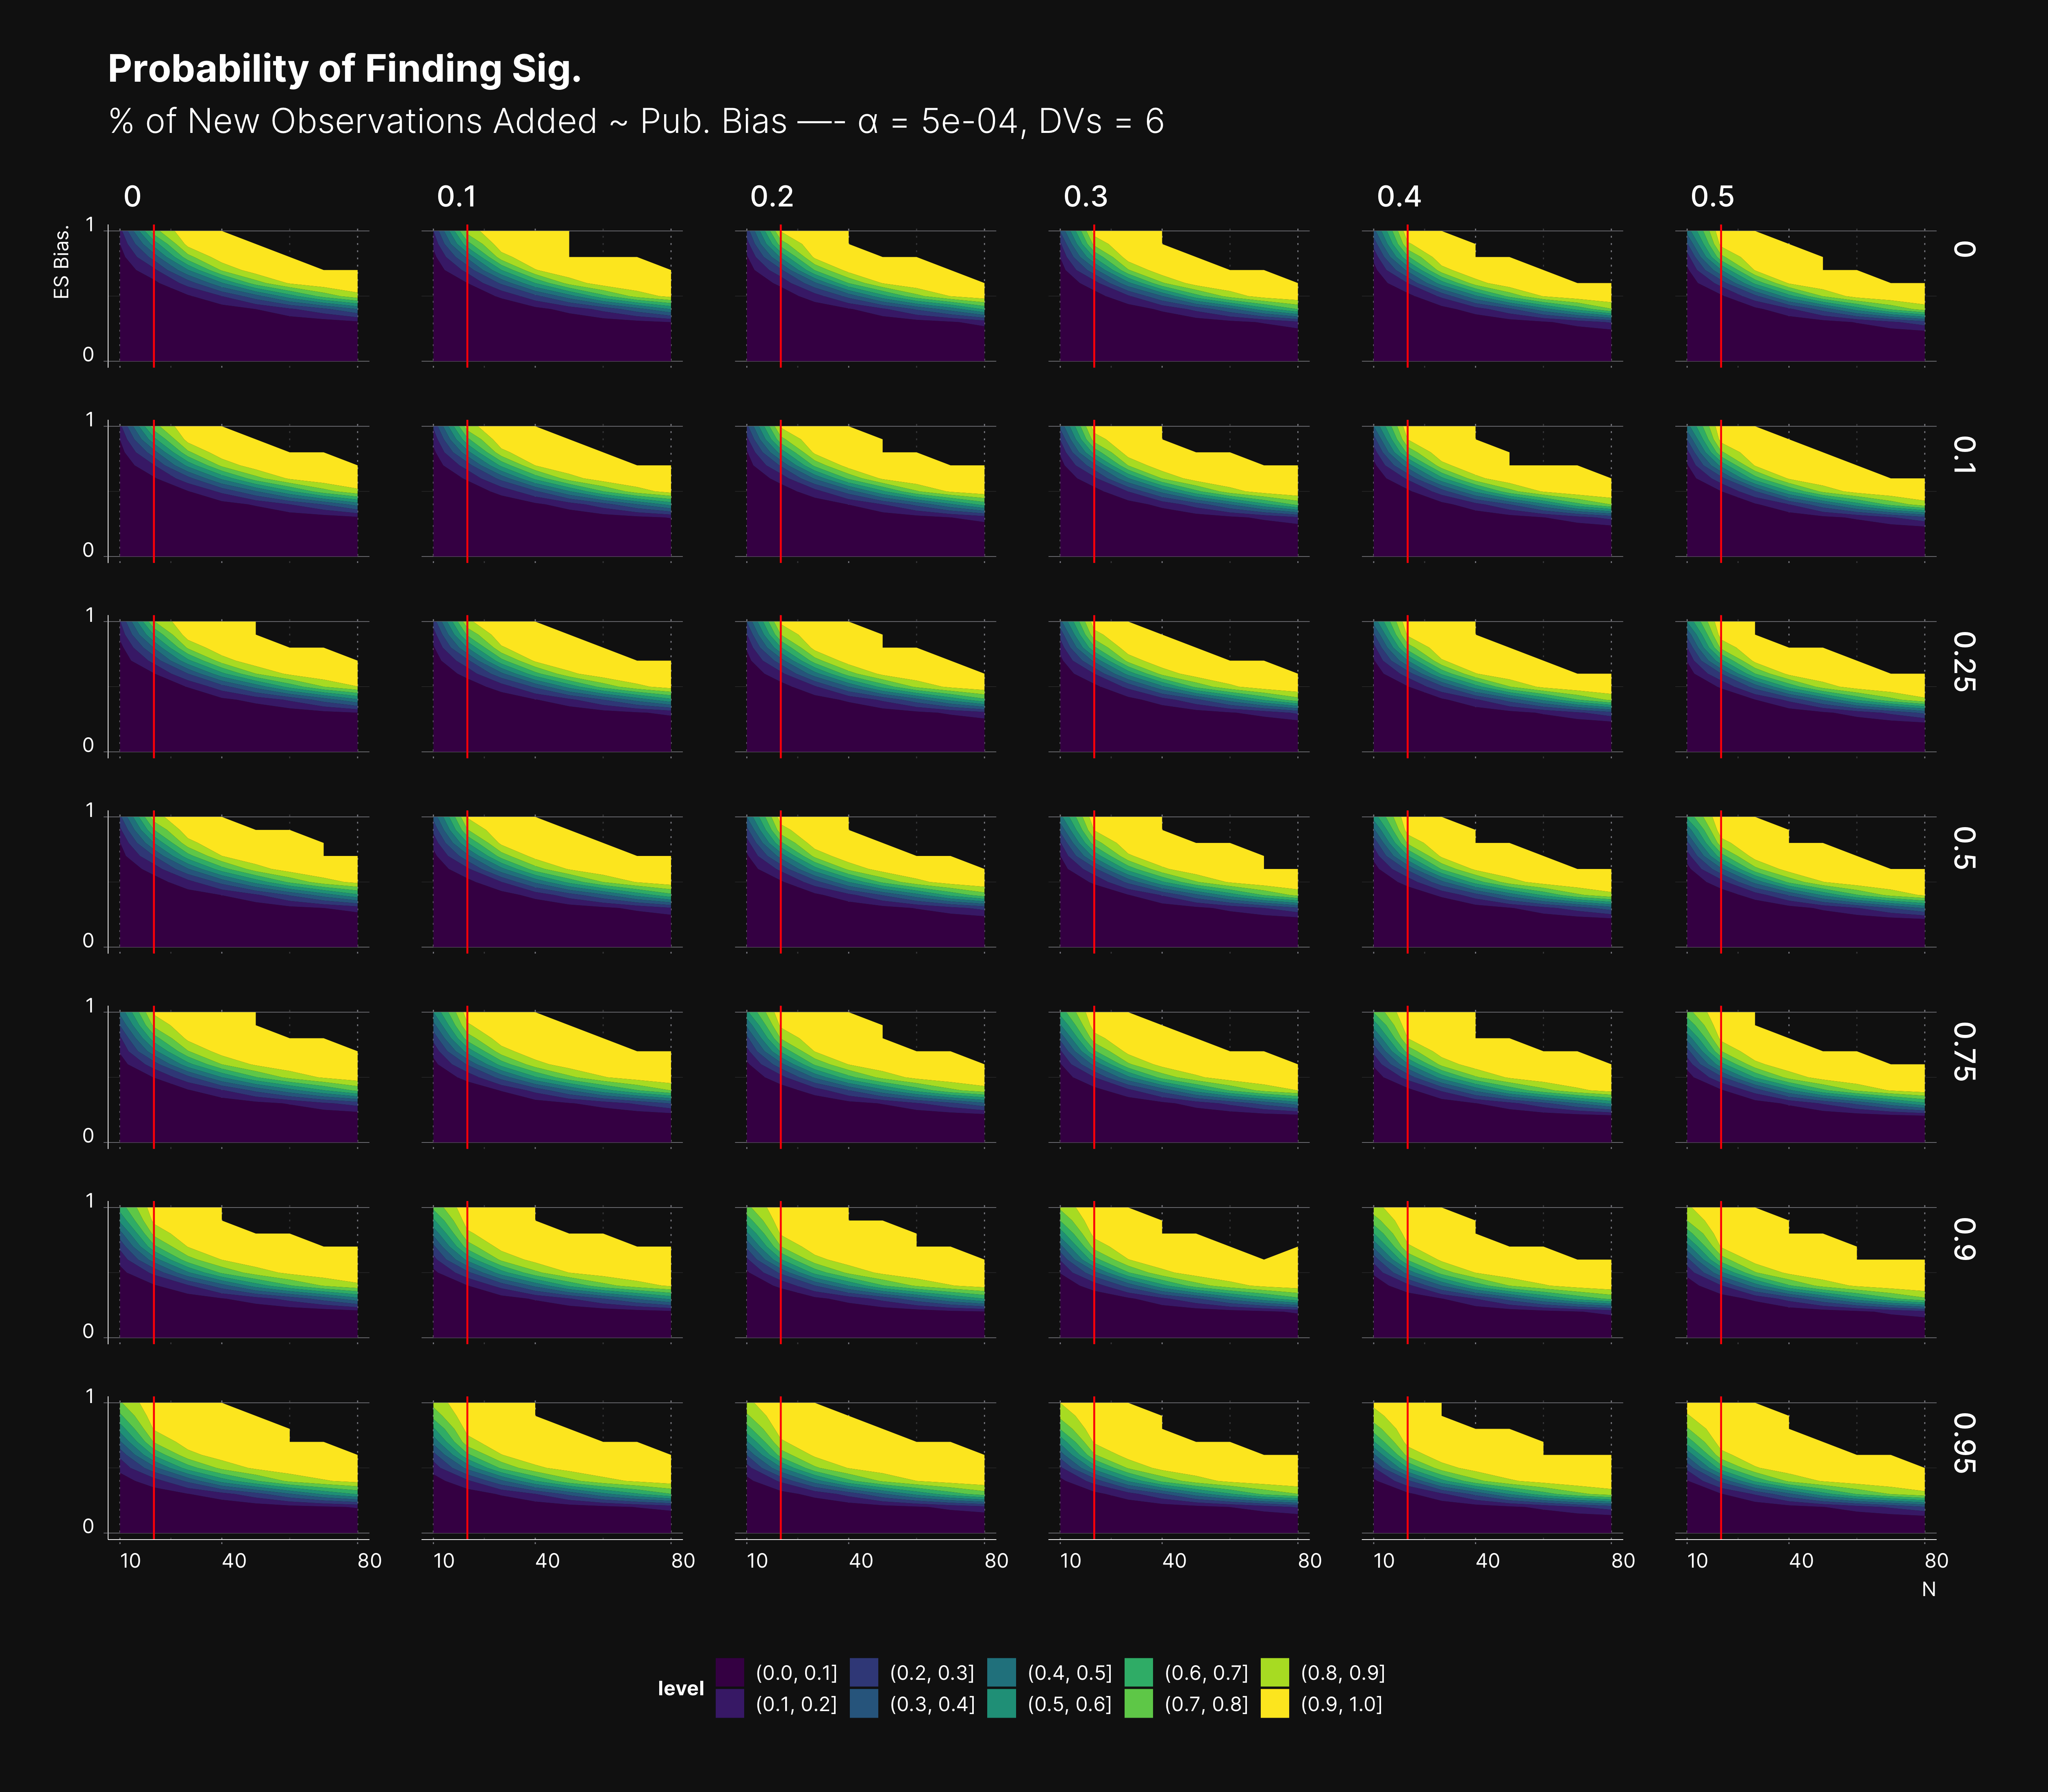 Probability of Finding Sig.
% of New Observations Added ~ Pub. Bias —- α = 5e-04, DVs = 6
0 0.1 0.2 0.3 0.4 0.5
ES Bias.
1
0
0
1
0
0.1
1
0
0.25
1
0
0.5
1
0
0.75
1
0
0.9
1
0
0.95
10 40 80 10 40 80 10 40 80 10 40 80 10 40 80 10 40 80
N
level
(0.0, 0.1] (0.2, 0.3] (0.4, 0.5] (0.6, 0.7] (0.8, 0.9]
(0.1, 0.2] (0.3, 0.4] (0.5, 0.6] (0.7, 0.8] (0.9, 1.0]